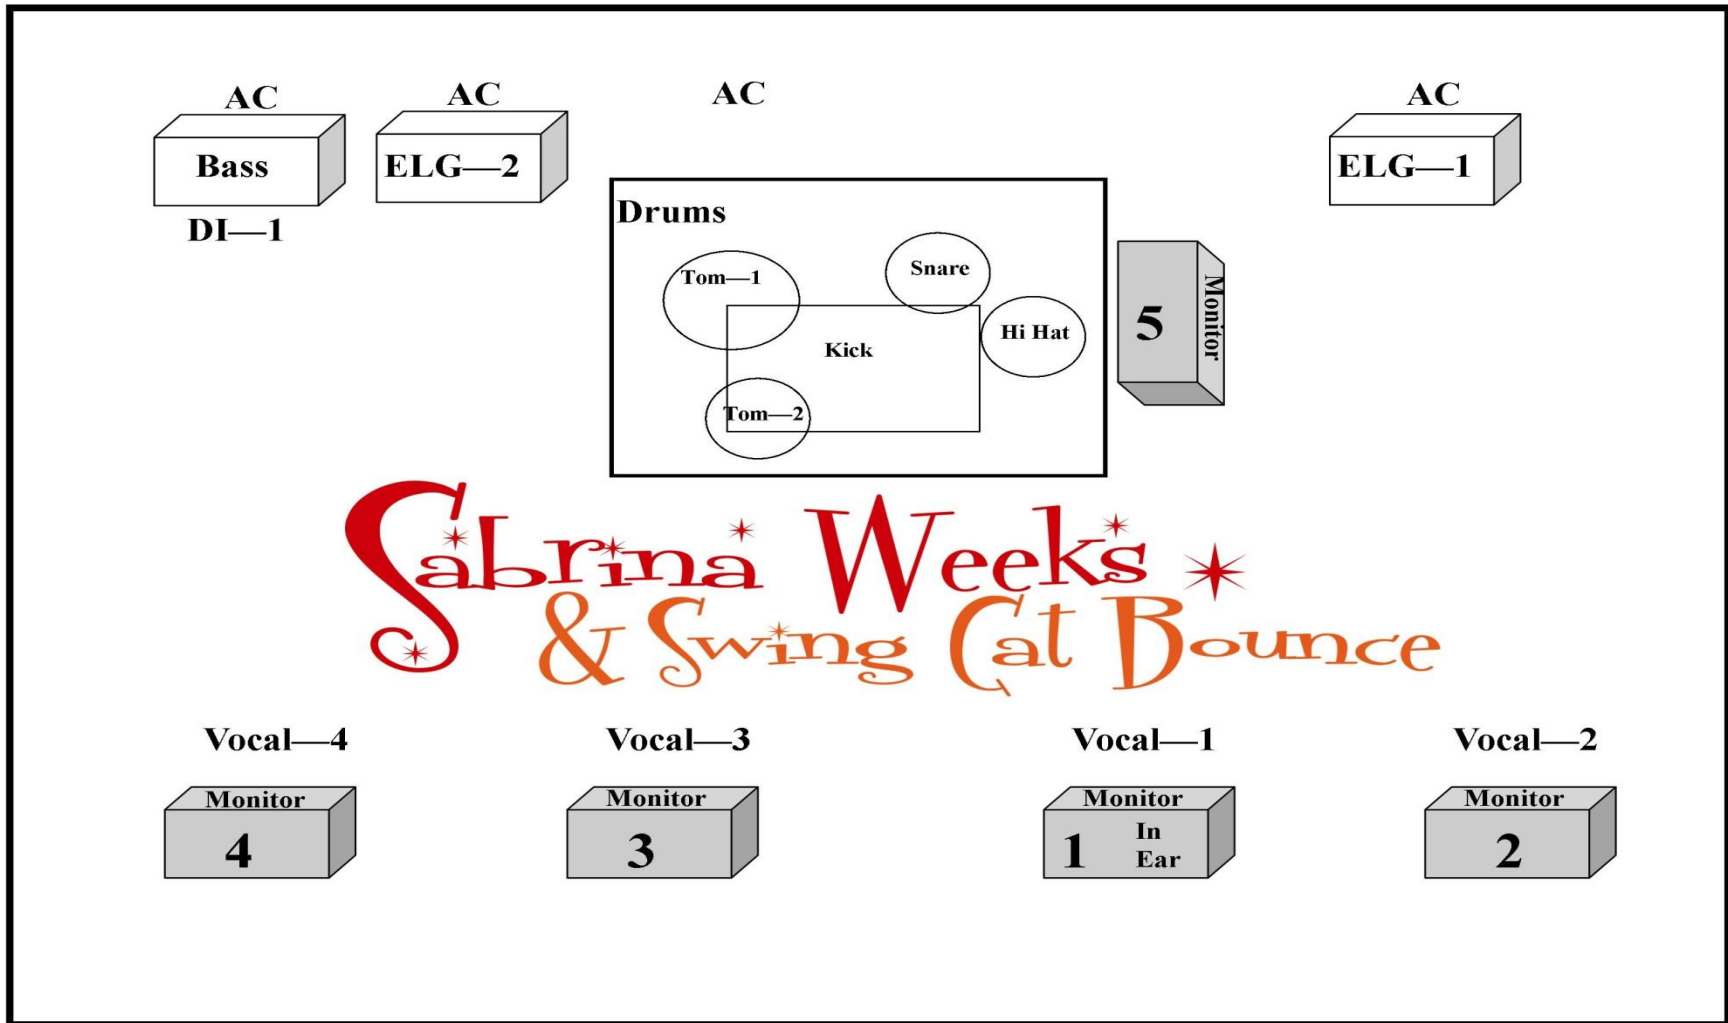 AC
AC
AC
AC
Bass
ELG—2
ELG—1
DI—1
Drums
Tom—1
Snare
Hi Hat
Kick
Tom—2
5
Monitor
Sabrina Weeks
& Swing Cat Bounce
Vocal—4
Vocal—3
Vocal—1
Vocal—2
Monitor
4
Monitor
3
Monitor
1
In
Ear
Monitor
2